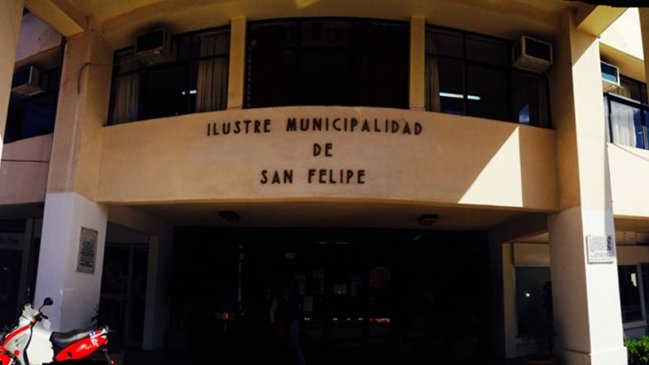 ILUSTRE MUNICIPALIDAD
DE
SAN FELIPE